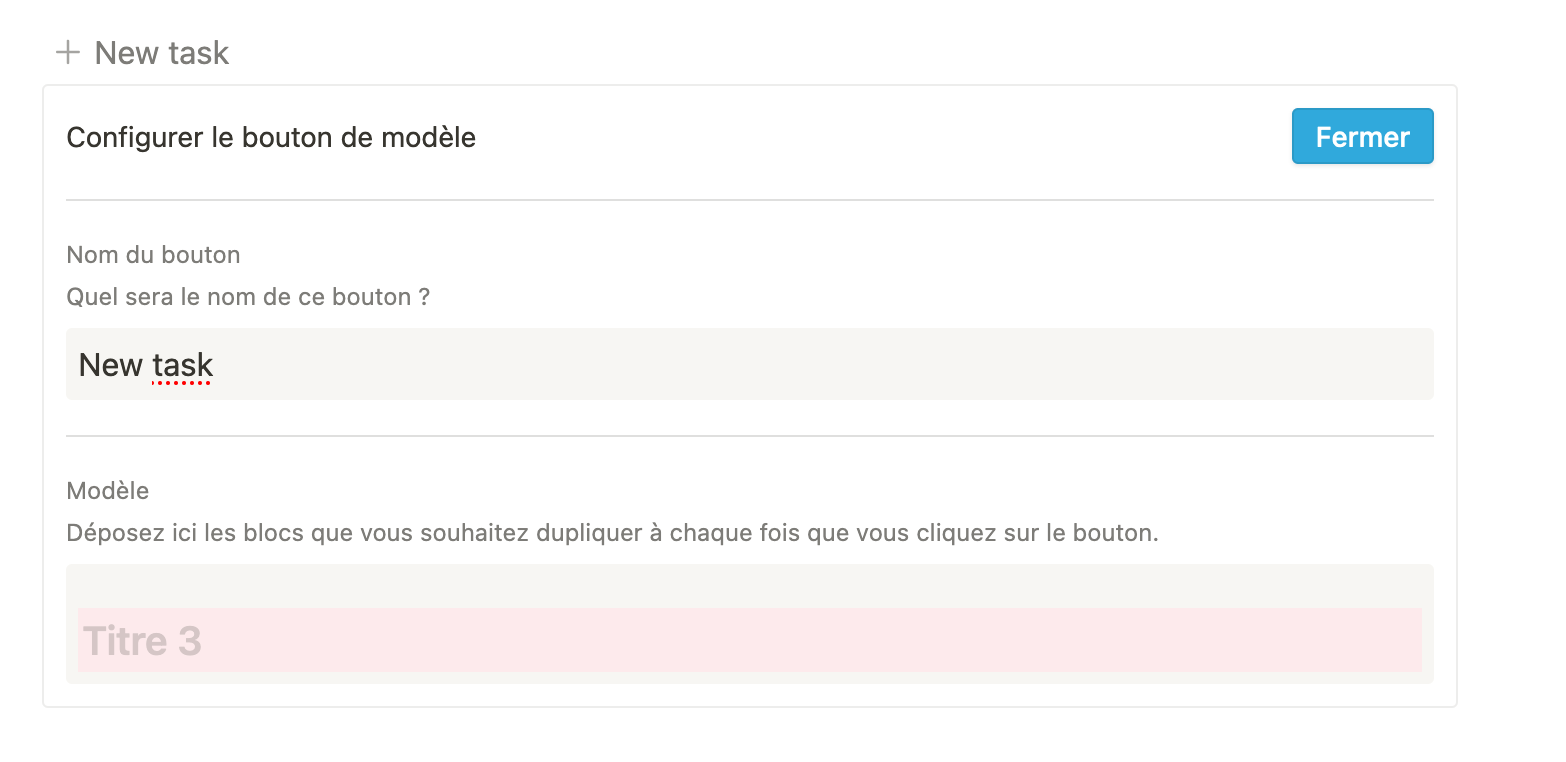 + New task
Configurer le bouton de modèle
Fermer
Nom du bouton
Quel sera le nom de ce bouton ?
New task
Modèle
Déposez ici les blocs que vous souhaitez dupliquer à chaque fois que vous cliquez sur le bouton.
Titre 3